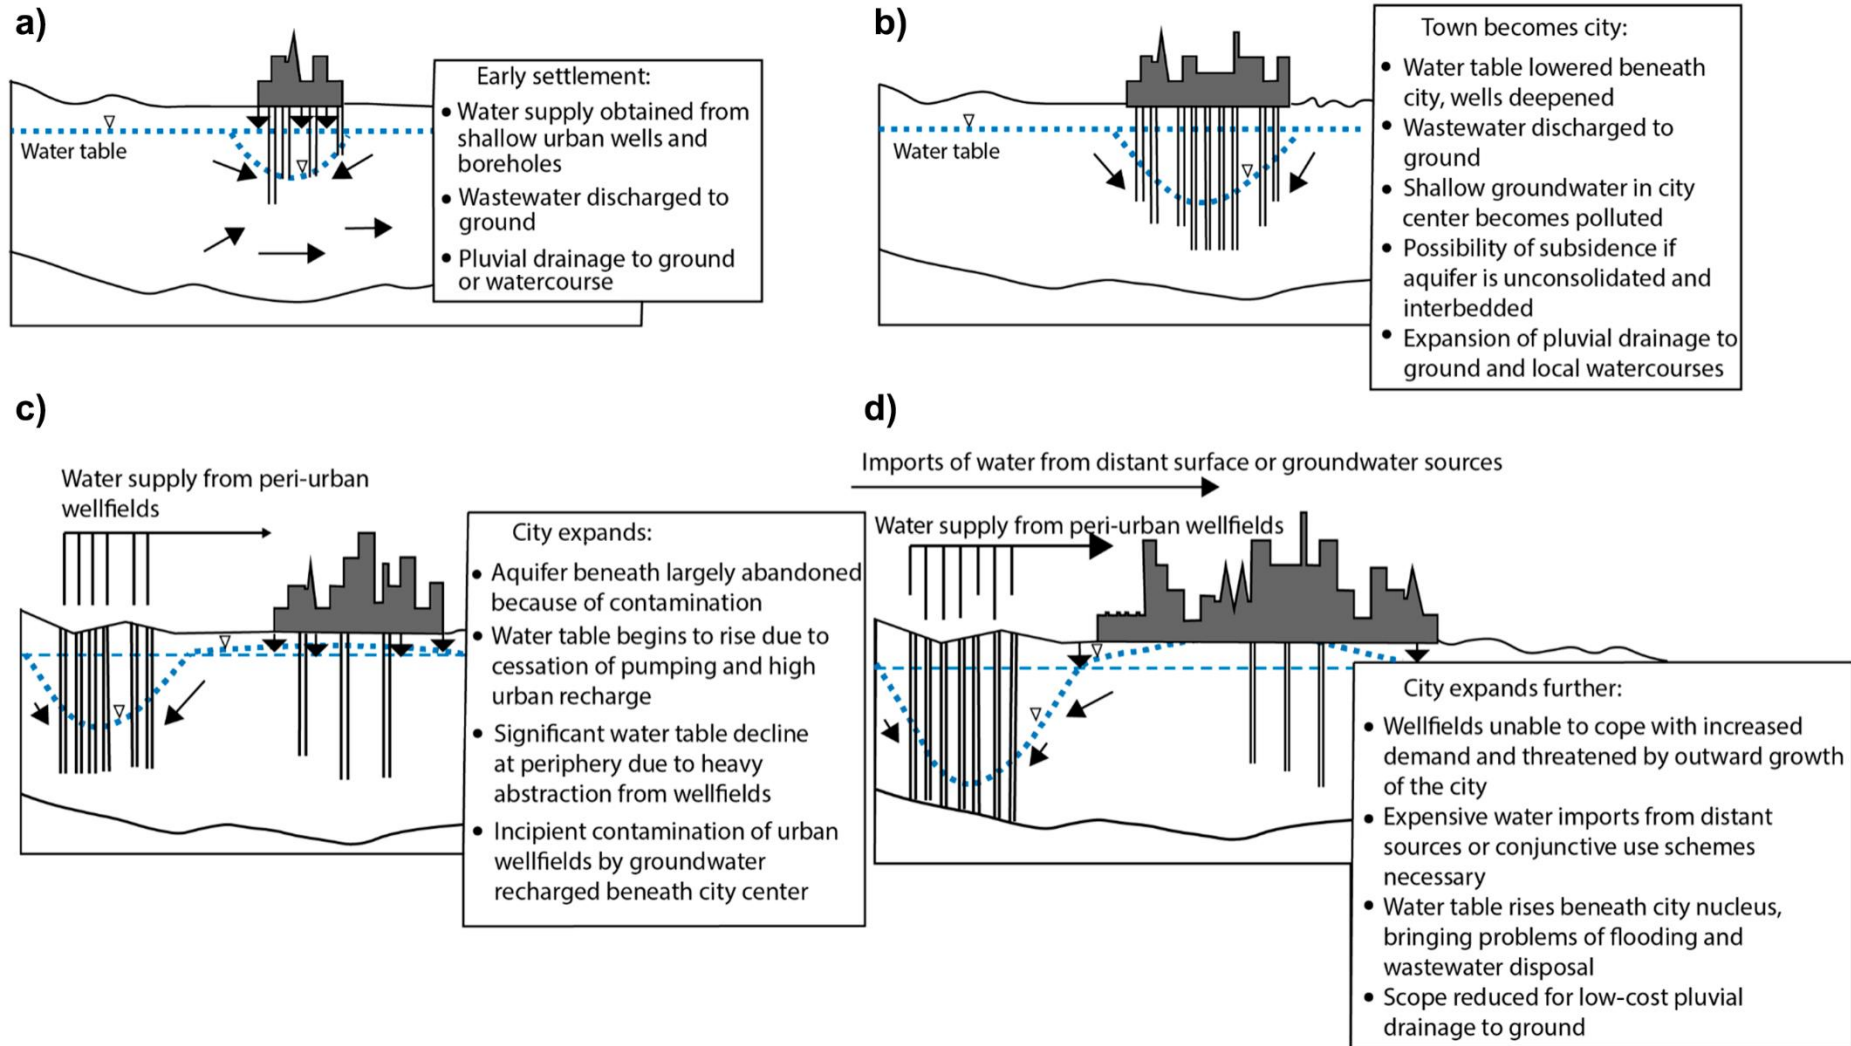 a)
Early settlement:
• Water supply obtained from
shallow urban wells and
boreholes
• Wastewater discharged to
ground
• Pluvial drainage to ground
or watercourse
Water table
b)
Town becomes city:
• Water table lowered beneath
city, wells deepened
• Wastewater discharged to
ground
• Shallow groundwater in city
center becomes polluted
• Possibility of subsidence if
aquifer is unconsolidated and
interbedded
• Expansion of pluvial drainage to
ground and local watercourses
Water table
c)
Water supply from peri-urban
wellfields
City expands:
• Aquifer beneath largely abandoned
because of contamination
• Water table begins to rise due to
cessation of pumping and high
urban recharge
• Significant water table decline
at periphery due to heavy
abstraction from wellfields
• Incipient contamination of urban
wellfields by groundwater
recharged beneath city center
d)
Imports of water from distant surface or groundwater sources
Water supply from peri-urban wellfields
City expands further:
• Wellfields unable to cope with increased
demand and threatened by outward growth
of the city
• Expensive water imports from distant
sources or conjunctive use schemes
necessary
• Water table rises beneath city nucleus,
bringing problems of flooding and
wastewater disposal
• Scope reduced for low-cost pluvial
drainage to ground